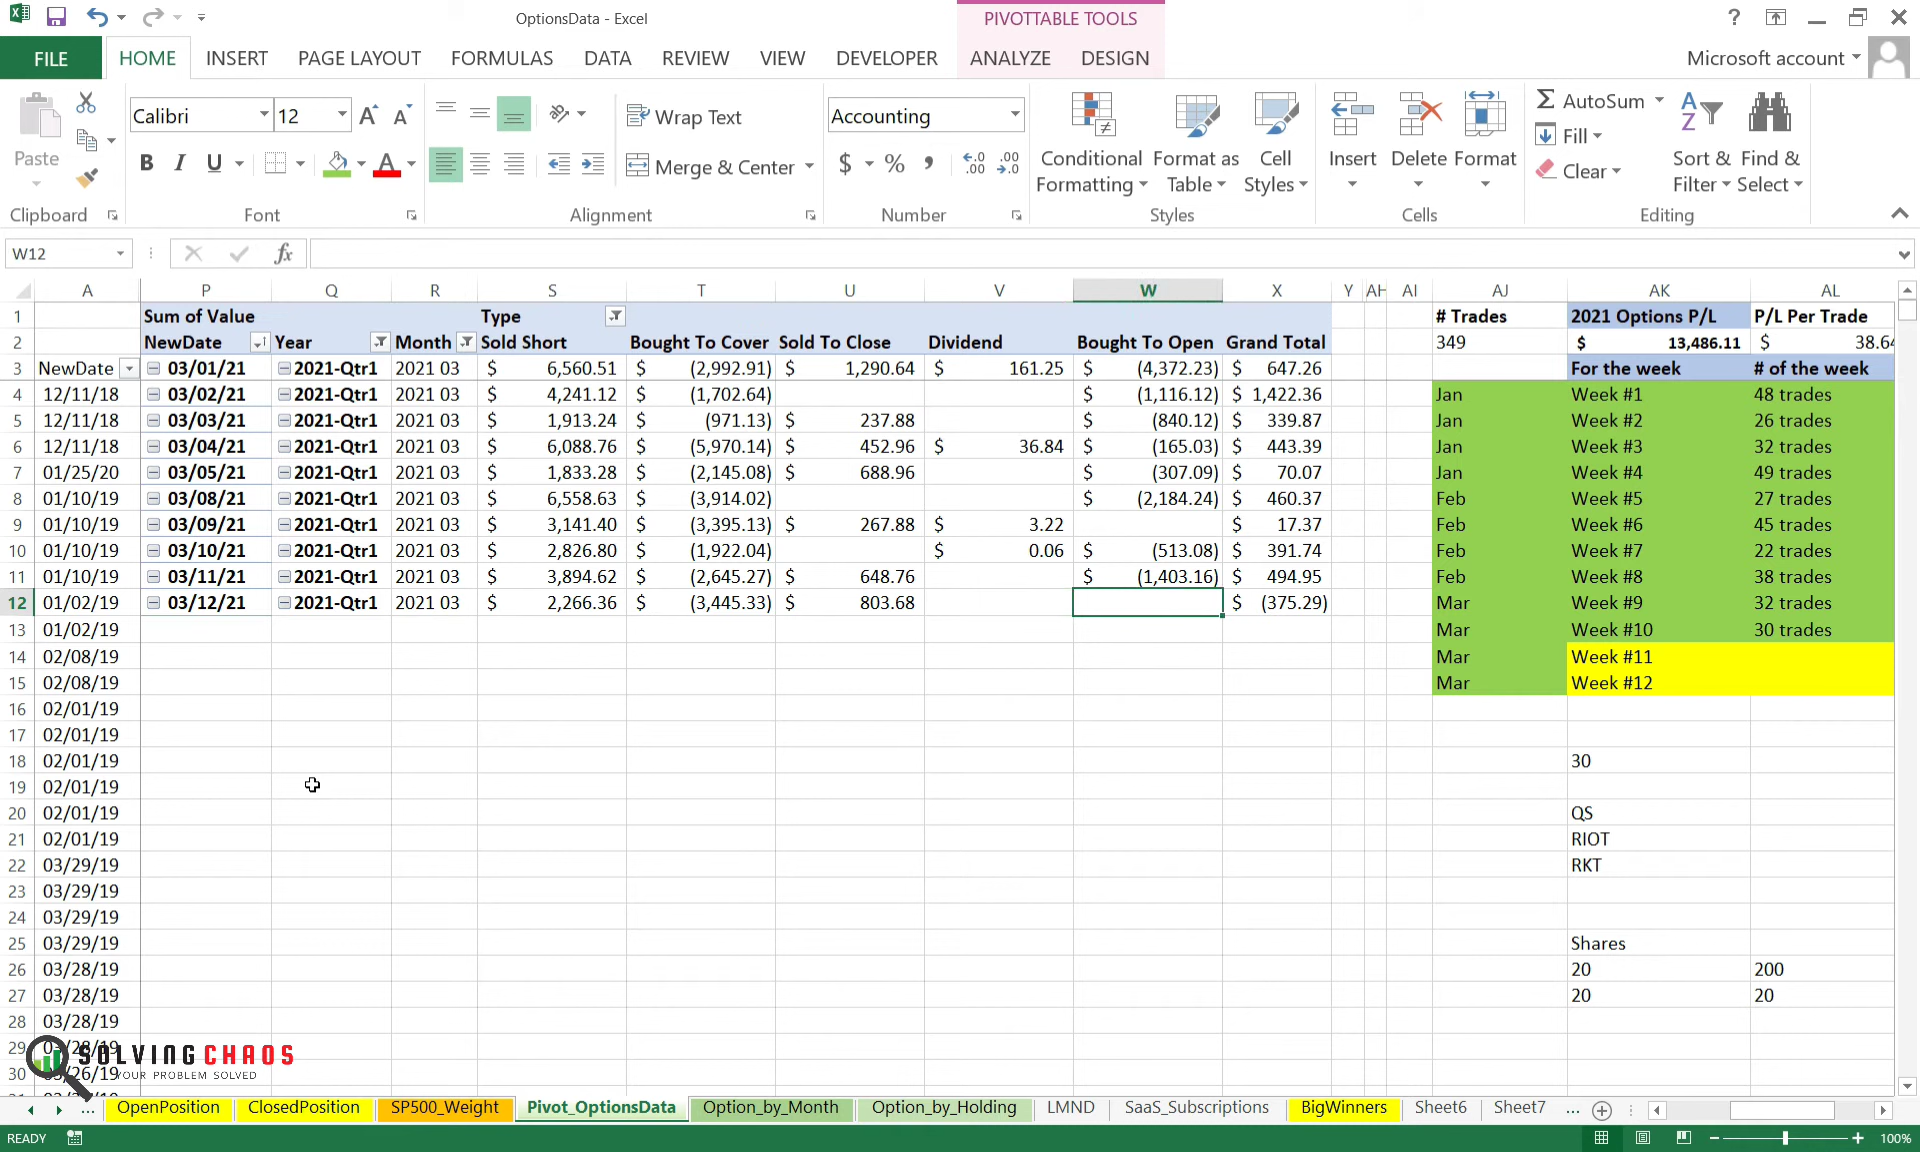 OptionsData - Excel
PIVOTTABLE TOOLS
?
FILE HOME INSERT PAGE LAYOUT FORMULAS DATA REVIEW VIEW DEVELOPER ANALYZE DESIGN Microsoft account
Calibri 12 Wrap Text Accounting AutoSum
Paste B I U A Merge & Center $ % , Fill
Conditional Formatting Format as Table Cell Styles Insert Delete Format Clear Sort & Filter Find & Select
Clipboard Font Alignment Number Styles Cells Editing
W12 fx
A P Q R S T U V W X Y AH AI AJ AK AL
1 Sum of Value Type # Trades 2021 Options P/L P/L Per Trade
2 NewDate Year Month Sold Short Bought To Cover Sold To Close Dividend Bought To Open Grand Total 349 $ 13,486.11 $ 38.64
3 NewDate 03/01/21 2021-Qtr1 2021 03 $ 6,560.51 $ (2,992.91) $ 1,290.64 $ 161.25 $ (4,372.23) $ 647.26 For the week # of the week
4 12/11/18 03/02/21 2021-Qtr1 2021 03 $ 4,241.12 $ (1,702.64) $ (1,116.12) $ 1,422.36 Jan Week #1 48 trades
5 12/11/18 03/03/21 2021-Qtr1 2021 03 $ 1,913.24 $ (971.13) $ 237.88 $ (840.12) $ 339.87 Jan Week #2 26 trades
6 12/11/18 03/04/21 2021-Qtr1 2021 03 $ 6,088.76 $ (5,970.14) $ 452.96 $ 36.84 $ (165.03) $ 443.39 Jan Week #3 32 trades
7 01/25/20 03/05/21 2021-Qtr1 2021 03 $ 1,833.28 $ (2,145.08) $ 688.96 $ (307.09) $ 70.07 Jan Week #4 49 trades
8 01/10/19 03/08/21 2021-Qtr1 2021 03 $ 6,558.63 $ (3,914.02) $ (2,184.24) $ 460.37 Feb Week #5 27 trades
9 01/10/19 03/09/21 2021-Qtr1 2021 03 $ 3,141.40 $ (3,395.13) $ 267.88 $ 3.22 $ 17.37 Feb Week #6 45 trades
10 01/10/19 03/10/21 2021-Qtr1 2021 03 $ 2,826.80 $ (1,922.04) $ 0.06 $ (513.08) $ 391.74 Feb Week #7 22 trades
11 01/10/19 03/11/21 2021-Qtr1 2021 03 $ 3,894.62 $ (2,645.27) $ 648.76 $ (1,403.16) $ 494.95 Feb Week #8 38 trades
12 01/02/19 03/12/21 2021-Qtr1 2021 03 $ 2,266.36 $ (3,445.33) $ 803.68 $ (375.29) Mar Week #9 32 trades
13 01/02/19 Mar Week #10 30 trades
14 02/08/19 Mar Week #11
15 02/08/19 Mar Week #12
16 02/01/19
17 02/01/19
18 02/01/19 30
19 02/01/19
20 02/01/19 QS
21 02/01/19 RIOT
22 03/29/19 RKT
23 03/29/19
24 03/29/19
25 03/29/19 Shares
26 03/28/19 20 200
27 03/28/19 20 20
28 03/28/19
29
30
SOLVING CHAOS
YOUR PROBLEM SOLVED
... OpenPosition ClosedPosition SP500_Weight Pivot_OptionsData Option_by_Month Option_by_Holding LMND SaaS_Subscriptions BigWinners Sheet6 Sheet7 ...
READY 100%